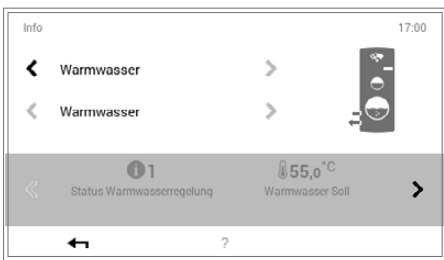 Info 17:00
Warmwasser
Warmwasser
1 55,0°C
Status Warmwasserregelung Warmwasser Soll
?